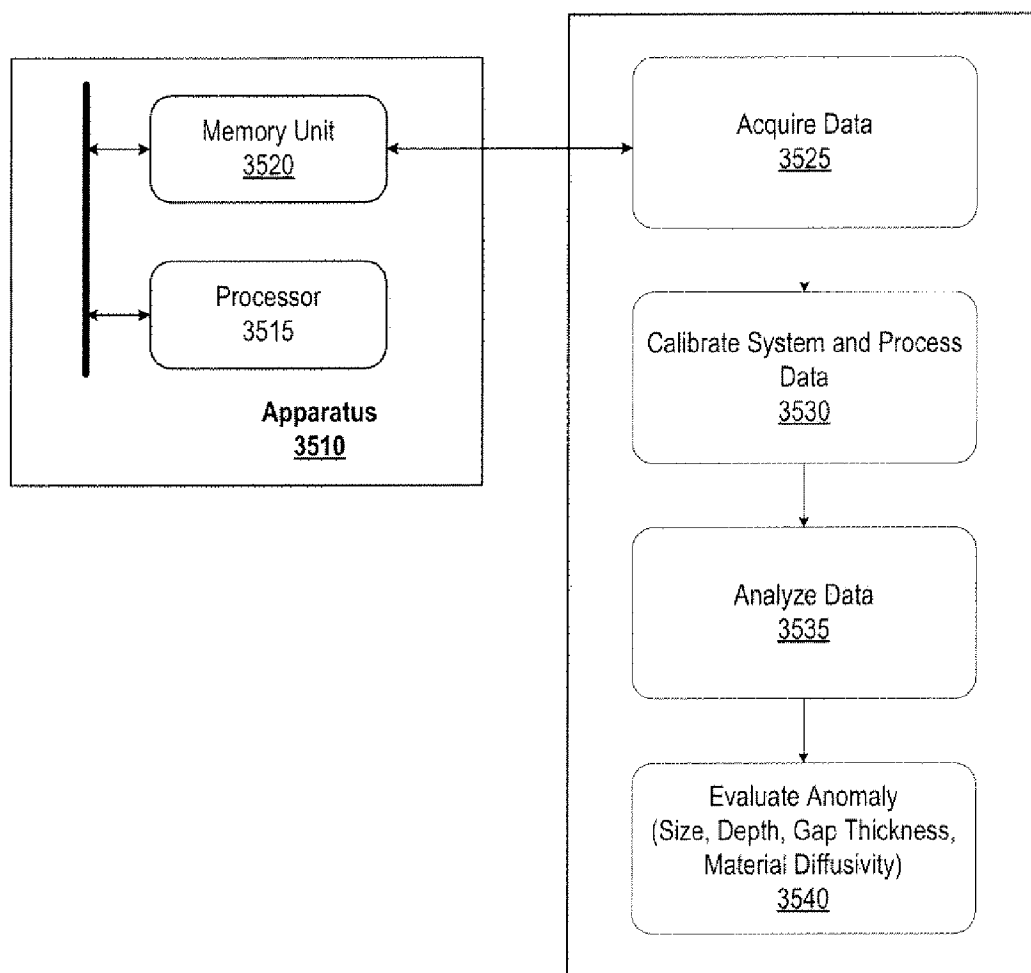 Memory Unit
3520
Processor
3515
Apparatus
3510
Acquire Data
3525
Calibrate System and Process
Data
3530
Analyze Data
3535
Evaluate Anomaly
(Size, Depth, Gap Thickness,
Material Diffusivity)
3540